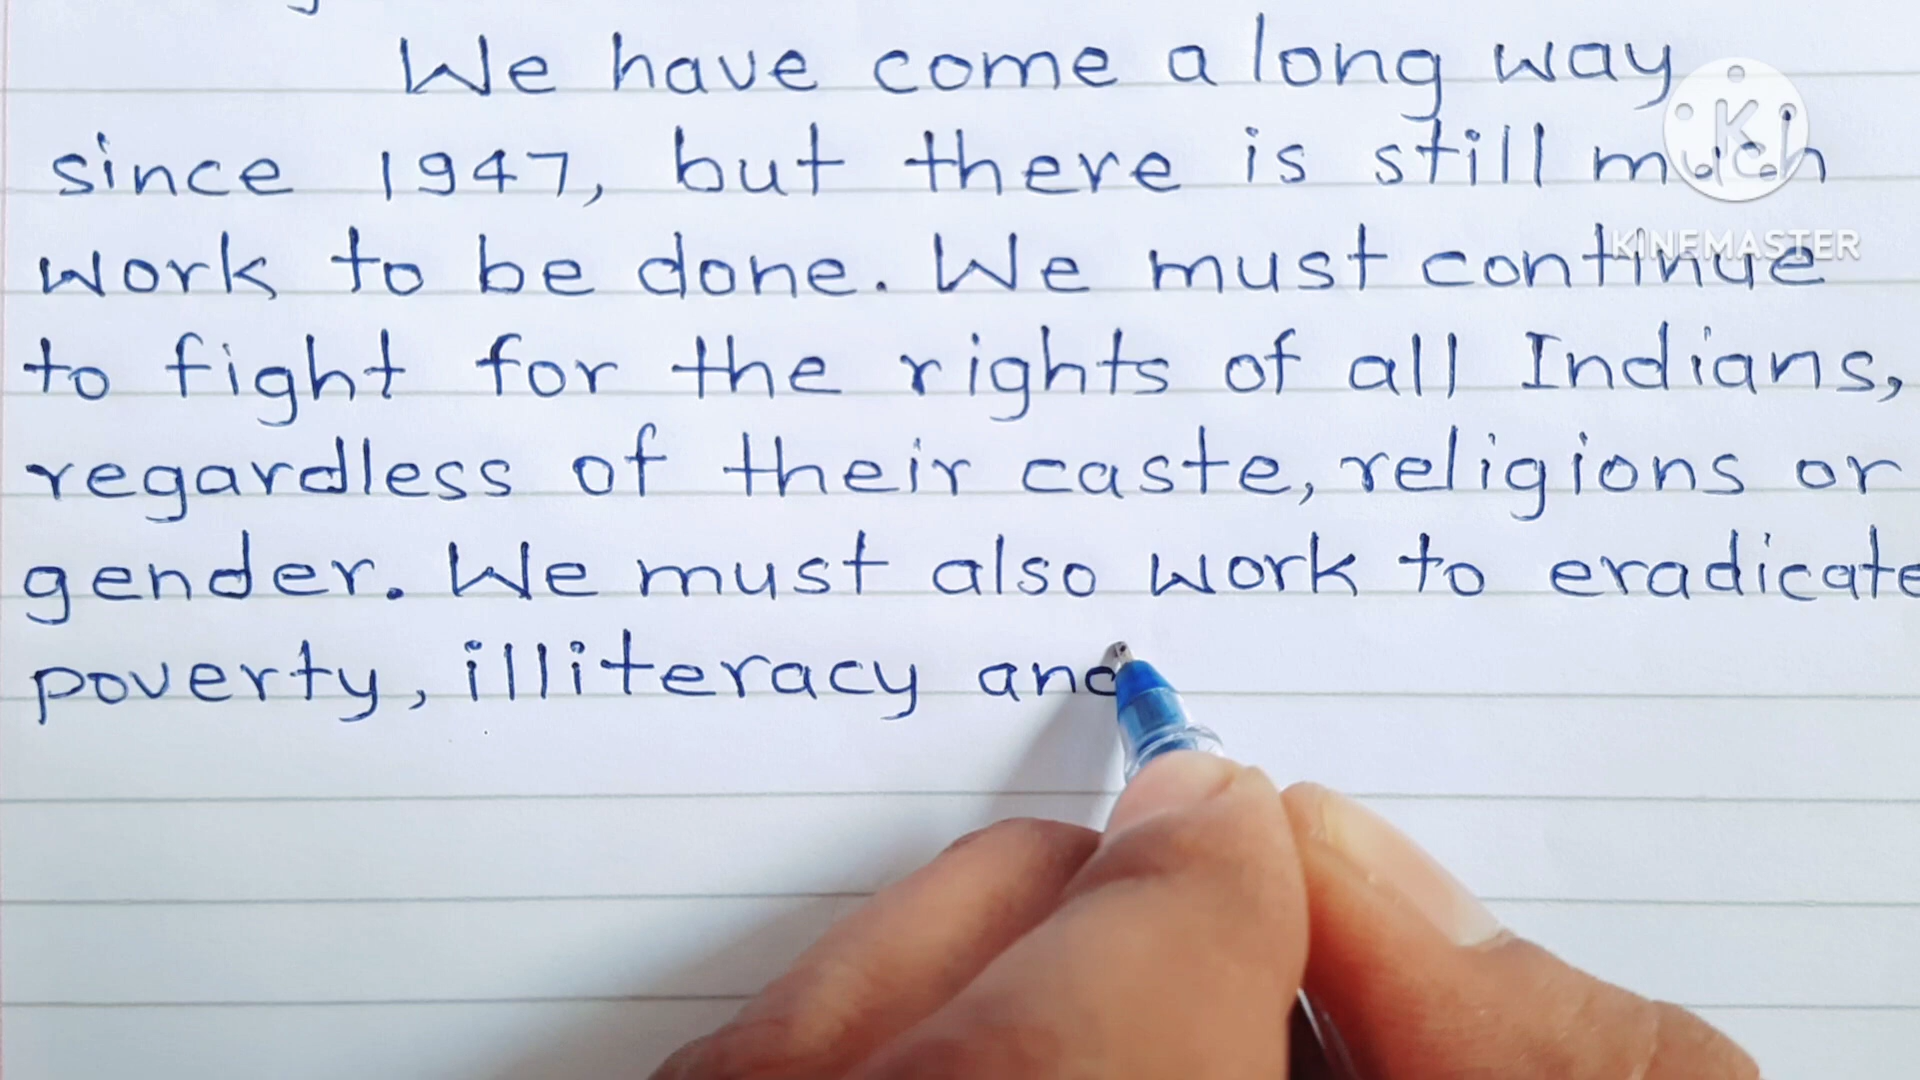 We have come a long way
since 1947, but there is still much
work to be done. We must continue
to fight for the rights of all Indians,
regardless of their caste, religions or
gender. We must also work to eradicate
poverty, illiteracy and
K
KINEMASTER